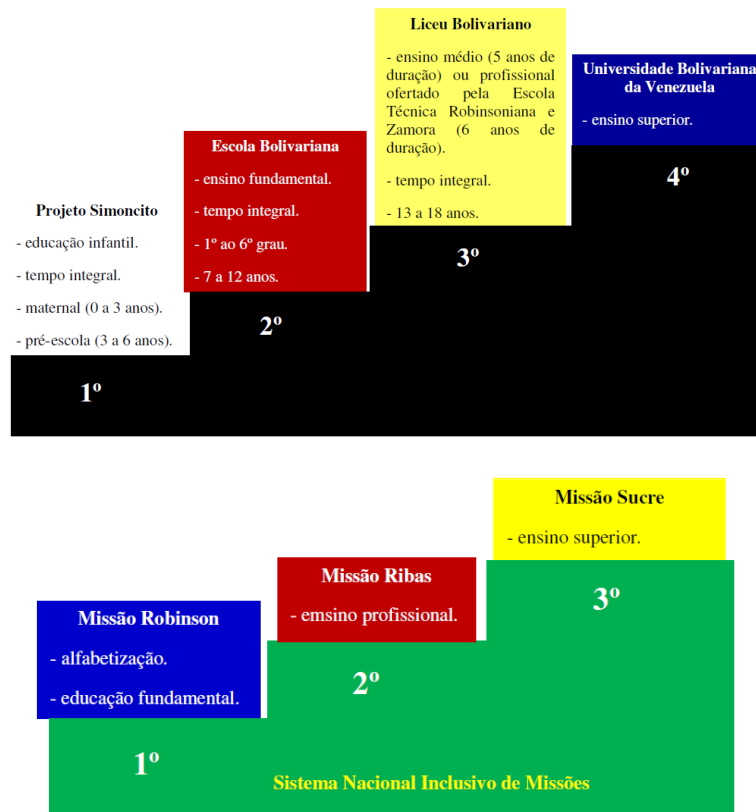 Projeto Simoncito
- educação infantil.
- tempo integral.
- maternal (0 a 3 anos).
- pré-escola (3 a 6 anos).
1º
Escola Bolivariana
- ensino fundamental.
- tempo integral.
- 1º ao 6º grau.
- 7 a 12 anos.
2º
Liceu Bolivariano
- ensino médio (5 anos de
duração) ou profissional
ofertado pela Escola
Técnica Robinsoniana e
Zamora (6 anos de
duração).
- tempo integral.
- 13 a 18 anos.
3º
Universidade Bolivariana
da Venezuela
- ensino superior.
4º
Missão Robinson
- alfabetização.
- educação fundamental.
1º
Missão Ribas
- emsino profissional.
2º
Missão Sucre
- ensino superior.
3º
Sistema Nacional Inclusivo de Missões